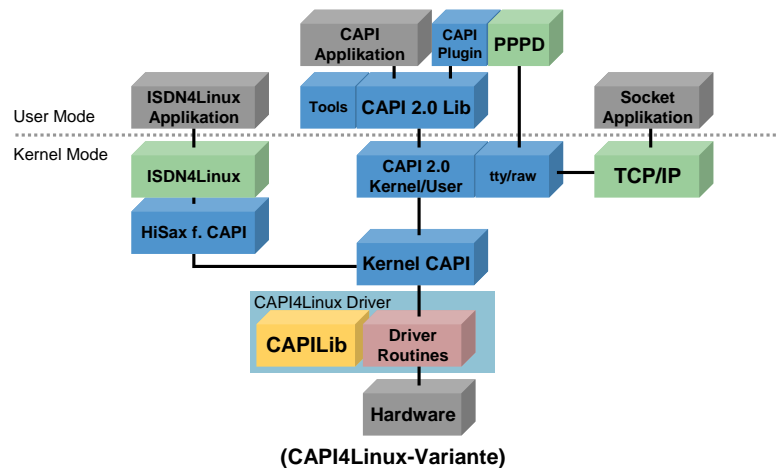 CAPI
Applikation
CAPI
Plugin
PPPD
ISDN4Linux
Applikation
Tools
CAPI 2.0 Lib
Socket
Applikation
User Mode
Kernel Mode
ISDN4Linux
CAPI 2.0
Kernel/User
tty/raw
TCP/IP
HiSax f. CAPI
Kernel CAPI
CAPI4Linux Driver
CAPILib
Driver
Routines
Hardware
(CAPI4Linux-Variante)